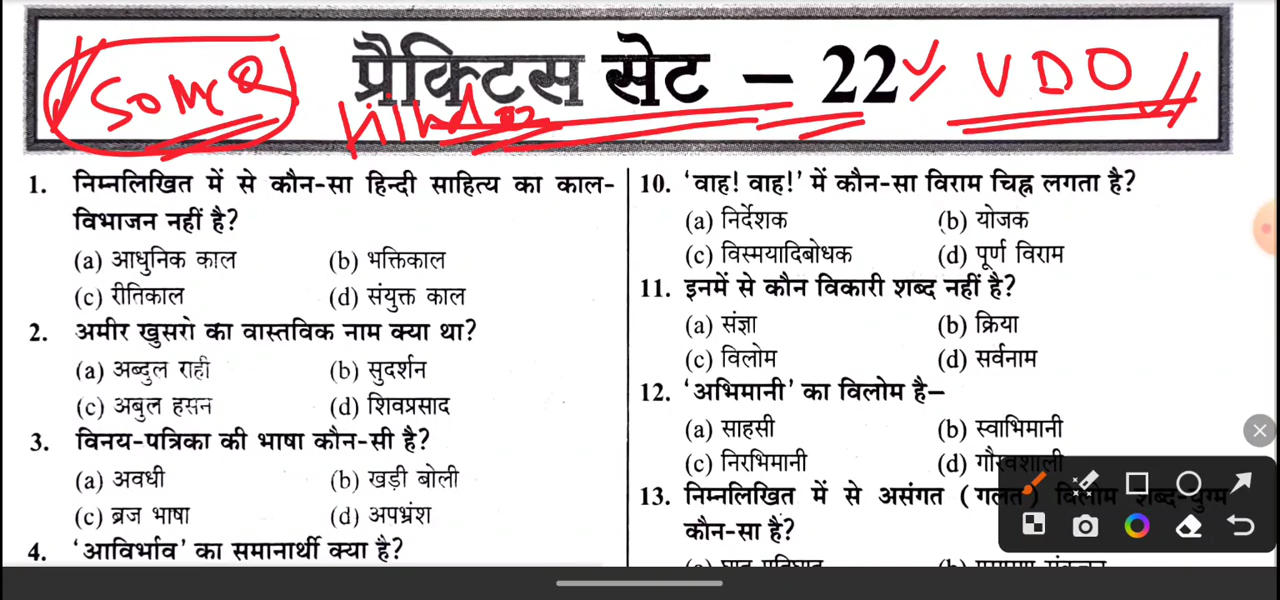 प्रैक्टिस सेट – 22
VDO
1. निम्नलिखित में से कौन-सा हिन्दी साहित्य का काल-
विभाजन नहीं है?
(a) आधुनिक काल (b) भक्तिकाल
(c) रीतिकाल (d) संयुक्त काल
2. अमीर खुसरो का वास्तविक नाम क्या था?
(a) अब्दुल राही (b) सुदर्शन
(c) अबुल हसन (d) शिवप्रसाद
3. विनय-पत्रिका की भाषा कौन-सी है?
(a) अवधी (b) खड़ी बोली
(c) ब्रज भाषा (d) अपभ्रंश
4. ‘आविर्भाव’ का समानार्थी क्या है?
10. ‘वाह! वाह!’ में कौन-सा विराम चिह्न लगता है?
(a) निर्देशक (b) योजक
(c) विस्मयादिबोधक (d) पूर्ण विराम
11. इनमें से कौन विकारी शब्द नहीं है?
(a) संज्ञा (b) क्रिया
(c) विलोम (d) सर्वनाम
12. ‘अभिमानी’ का विलोम है–
(a) साहसी (b) स्वाभिमानी
(c) निरभिमानी (d) गौरवशाली
13. निम्नलिखित में से असंगत (गलत) विलोम शब्द-युग्म
कौन-सा है?